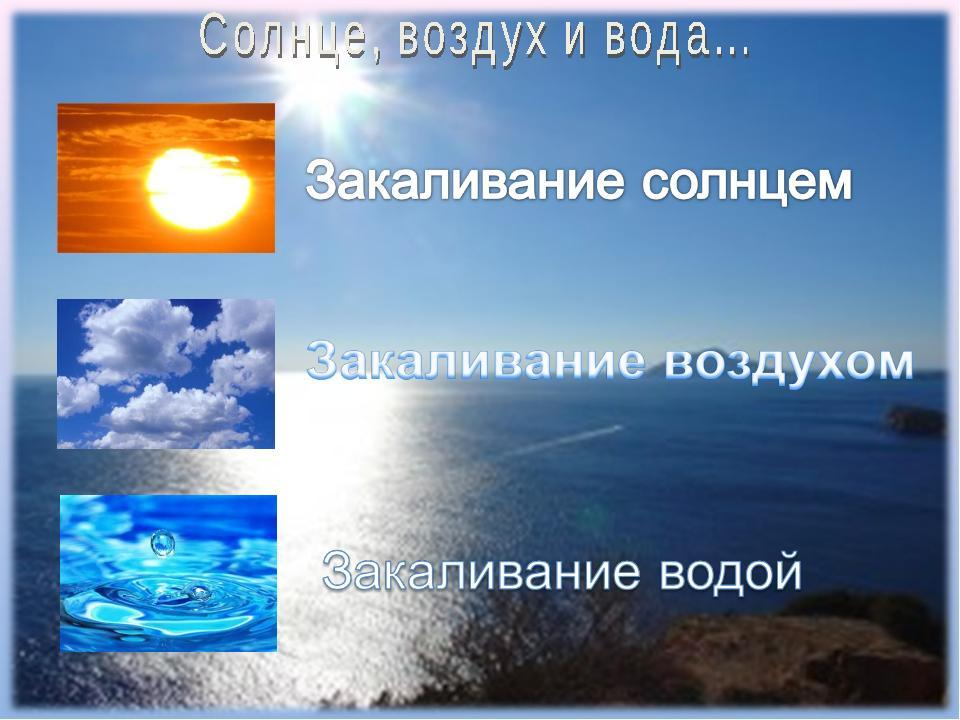 Солнце, воздух и вода...
Закаливание солнцем
Закаливание воздухом
Закаливание водой